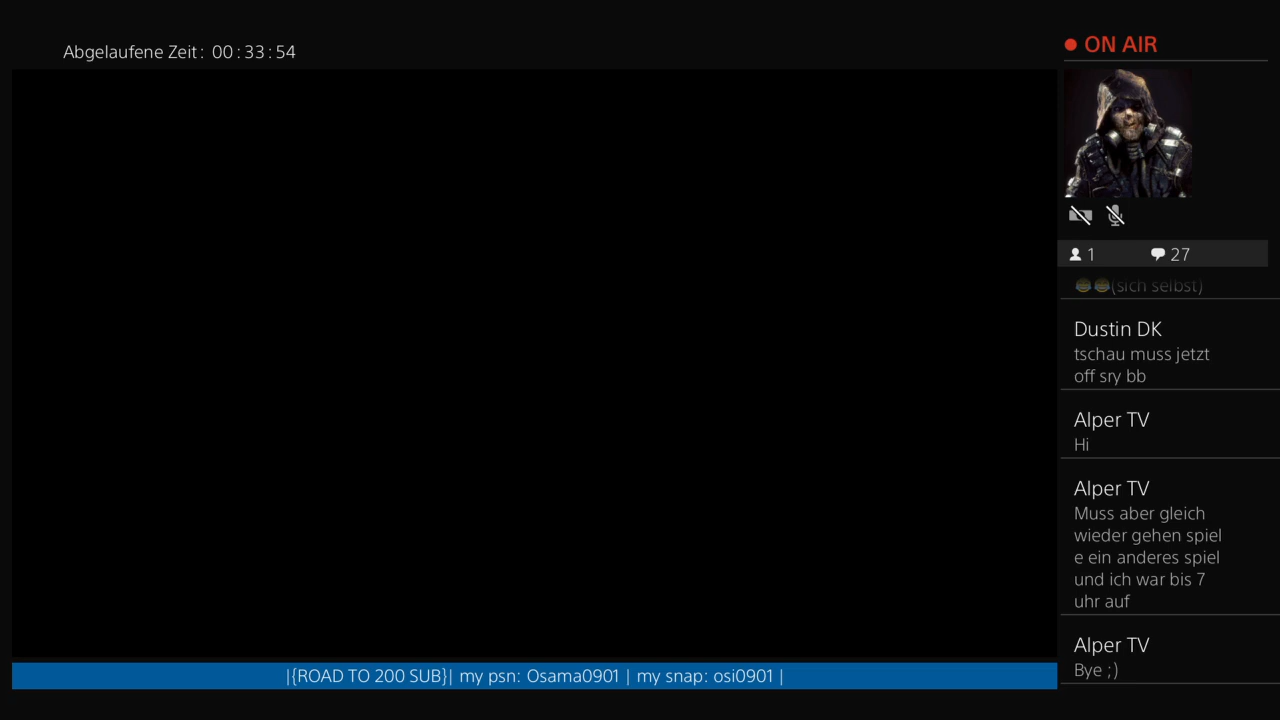 Abgelaufene Zeit: 00:33:54
ON AIR
1
27
(sich selbst)
Dustin DK
tschau muss jetzt
off sry bb
Alper TV
Hi
Alper TV
Muss aber gleich
wieder gehen spiel
e ein anderes spiel
und ich war bis 7
uhr auf
Alper TV
Bye ;)
|{ROAD TO 200 SUB}| my psn: Osama0901 | my snap: osi0901 |